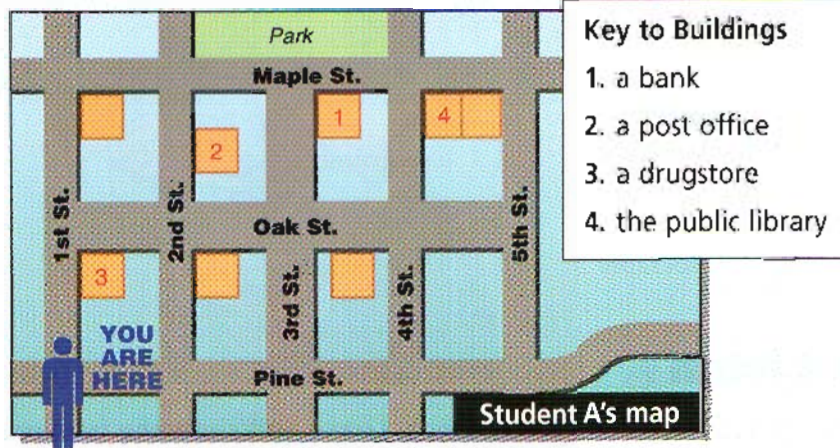 Park
Maple St.
1
4
2
1st St.
2nd St.
Oak St.
5th St.
3
3rd St.
4th St.
YOU
ARE
HERE
Pine St.
Student A's map
Key to Buildings
1. a bank
2. a post office
3. a drugstore
4. the public library